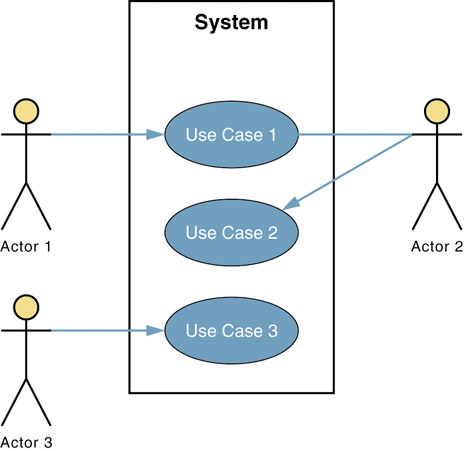 System
Use Case 1
Use Case 2
Actor 1
Actor 2
Use Case 3
Actor 3